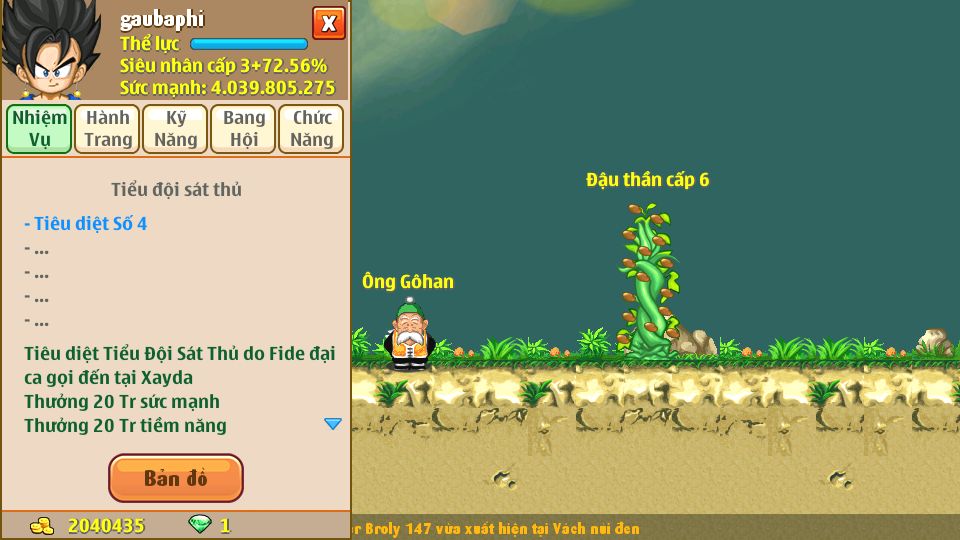 gaubaphi
X
Thể lực
Siêu nhân cấp 3+72.56%
Sức mạnh: 4.039.805.275
Nhiệm Vụ
Hành Trang
Kỹ Năng
Bang Hội
Chức Năng
Tiểu đội sát thủ
- Tiêu diệt Số 4
- ...
- ...
- ...
- ...
Tiêu diệt Tiểu Đội Sát Thủ do Fide đại
ca gọi đến tại Xayda
Thưởng 20 Tr sức mạnh
Thưởng 20 Tr tiềm năng
Bản đồ
2040435
1
Đậu thần cấp 6
Ông Gôhan
er Broly 147 vừa xuất hiện tại Vách núi đen